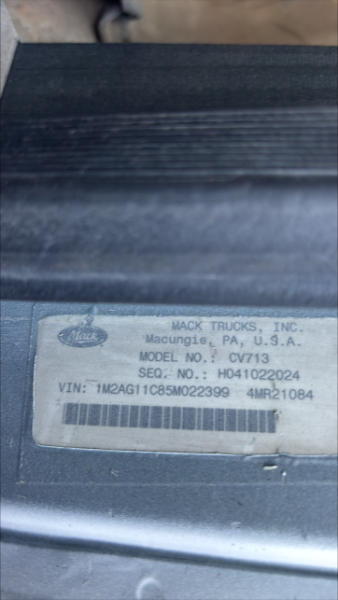 Mack
MACK TRUCKS, INC.
Macungie, PA, U.S.A.
MODEL NO.: CV713
SEQ. NO.: H041022024
VIN: 1M2AG11C85M022399 4MR21084